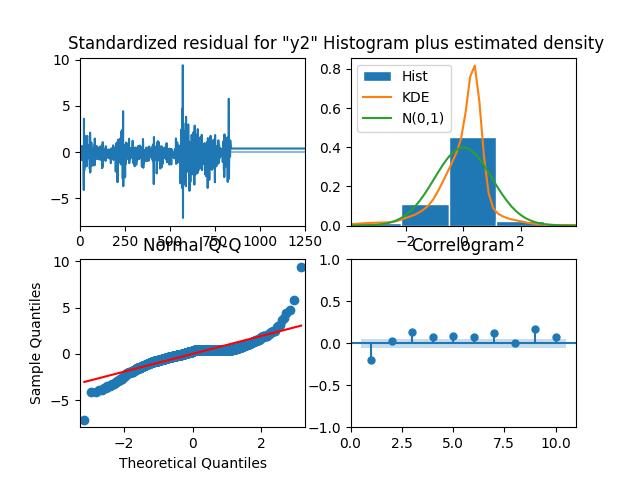 Standardized residual for "y2"
Histogram plus estimated density
10
5
0
−5
0 250 500 750 1000 1250
0.8
0.6
0.4
0.2
0.0
−2 0 2
Hist
KDE
N(0,1)
Normal Q-Q
Correlogram
Sample Quantiles
10
5
0
−5
−2 0 2
Theoretical Quantiles
1.0
0.5
0.0
−0.5
−1.0
0.0 2.5 5.0 7.5 10.0